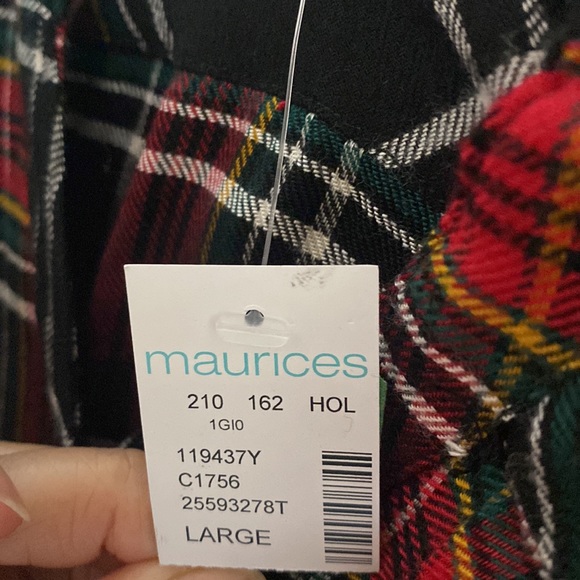 maurices
210 162 HOL
1GI0
119437Y
C1756
25593278T
LARGE